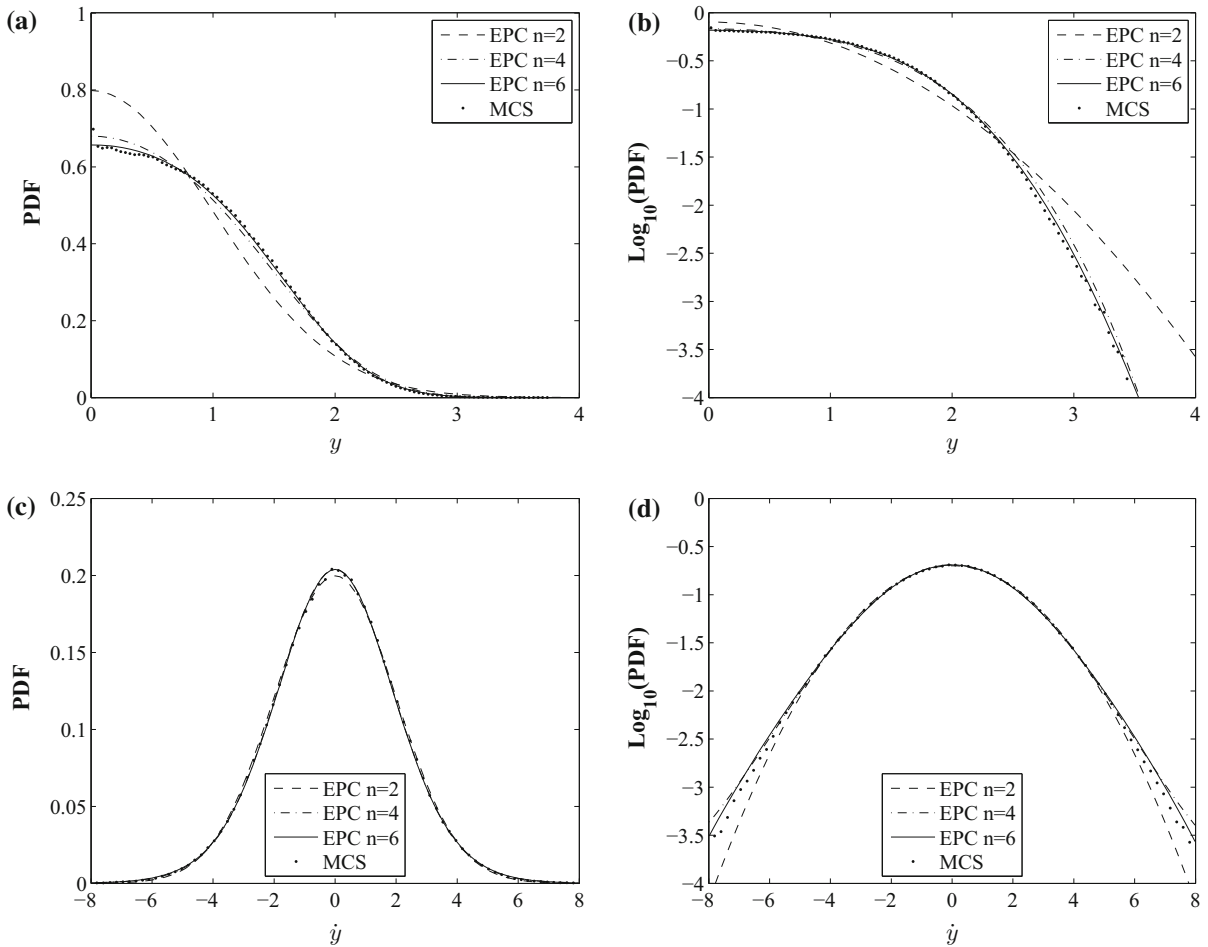 (a)
PDF
1
0.8
0.6
0.4
0.2
0
0 1 2 3 4
y
EPC n=2
EPC n=4
EPC n=6
MCS
(b)
Log10(PDF)
0
−0.5
−1
−1.5
−2
−2.5
−3
−3.5
−4
0 1 2 3 4
y
EPC n=2
EPC n=4
EPC n=6
MCS
(c)
PDF
0.25
0.2
0.15
0.1
0.05
0
−8 −6 −4 −2 0 2 4 6 8
ẏ
EPC n=2
EPC n=4
EPC n=6
MCS
(d)
Log10(PDF)
0
−0.5
−1
−1.5
−2
−2.5
−3
−3.5
−4
−8 −6 −4 −2 0 2 4 6 8
ẏ
EPC n=2
EPC n=4
EPC n=6
MCS